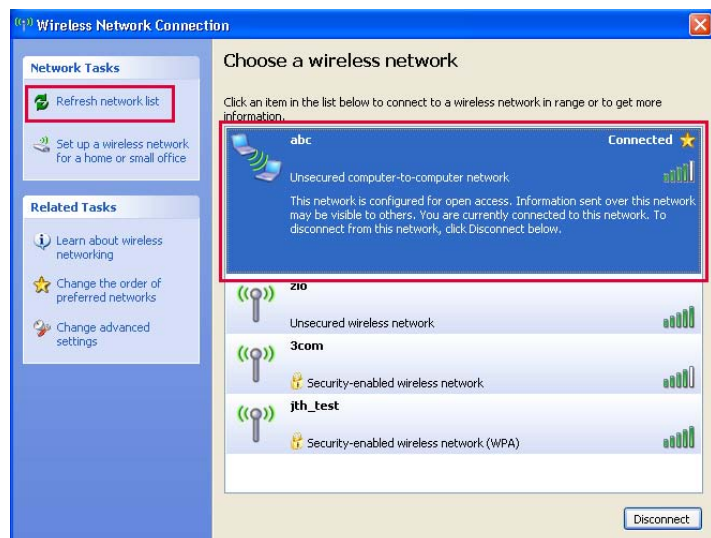 Wireless Network Connection
Network Tasks
Refresh network list
Set up a wireless network
for a home or small office
Related Tasks
Learn about wireless
networking
Change the order of
preferred networks
Change advanced
settings
Choose a wireless network
Click an item in the list below to connect to a wireless network in range or to get more
information.
abc
Connected
Unsecured computer-to-computer network
This network is configured for open access. Information sent over this network
may be visible to others. You are currently connected to this network. To
disconnect from this network, click Disconnect below.
zio
Unsecured wireless network
3com
Security-enabled wireless network
jth_test
Security-enabled wireless network (WPA)
Disconnect